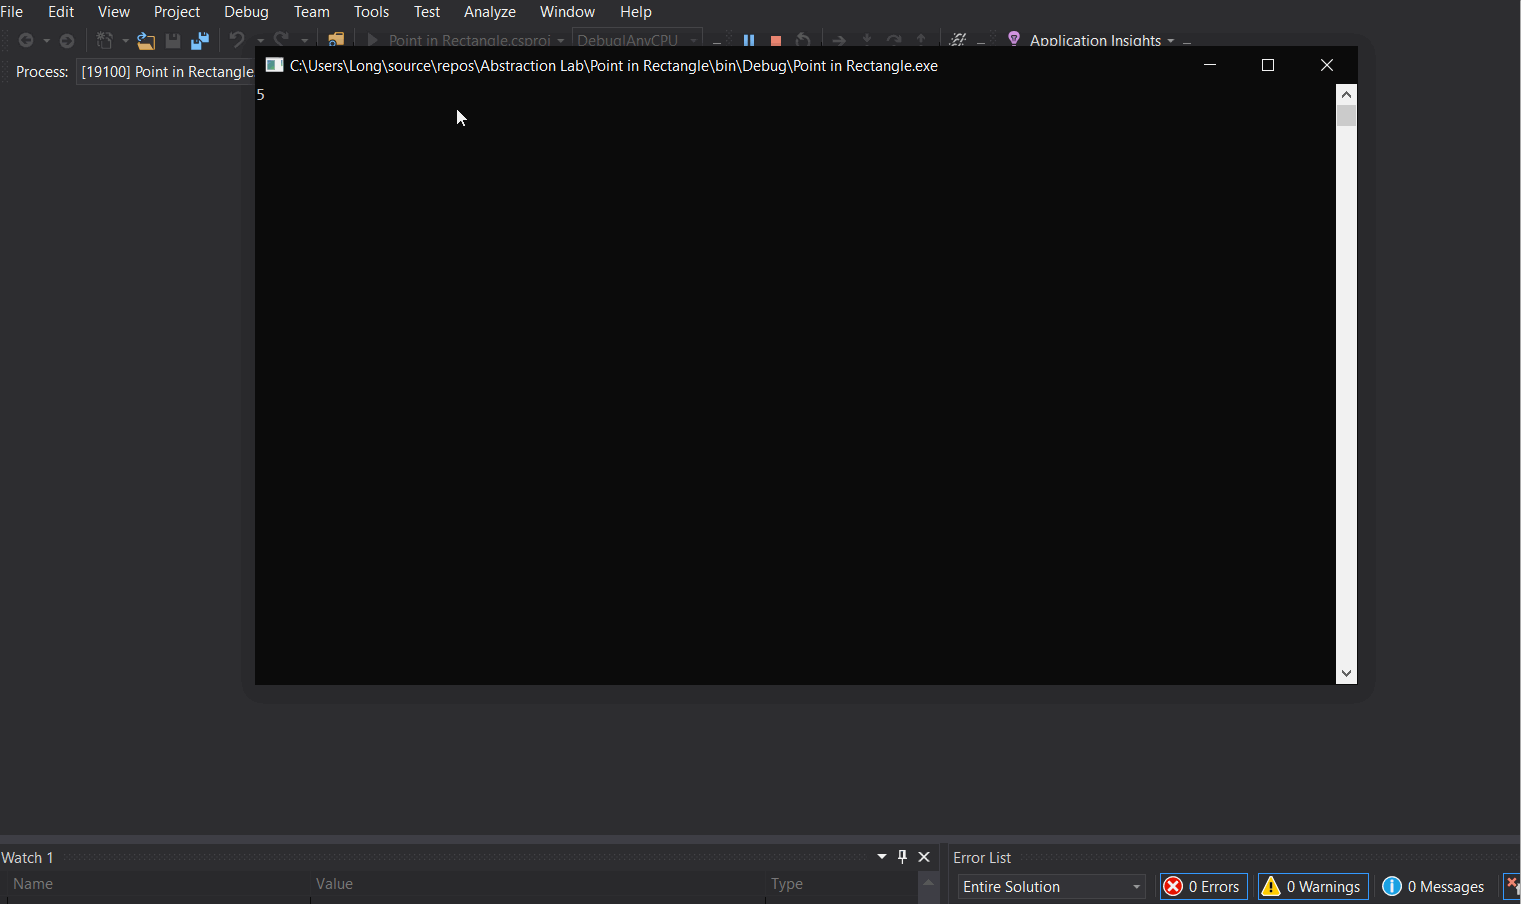 File Edit View Project Debug Team Tools Test Analyze Window Help
Point in Rectangle.csproj Debug|AnyCPU Application Insights
Process: [19100] Point in Rectangle.
C:\Users\Long\source\repos\Abstraction Lab\Point in Rectangle\bin\Debug\Point in Rectangle.exe
5
Watch 1
Name Value Type
Error List
Entire Solution 0 Errors 0 Warnings 0 Messages